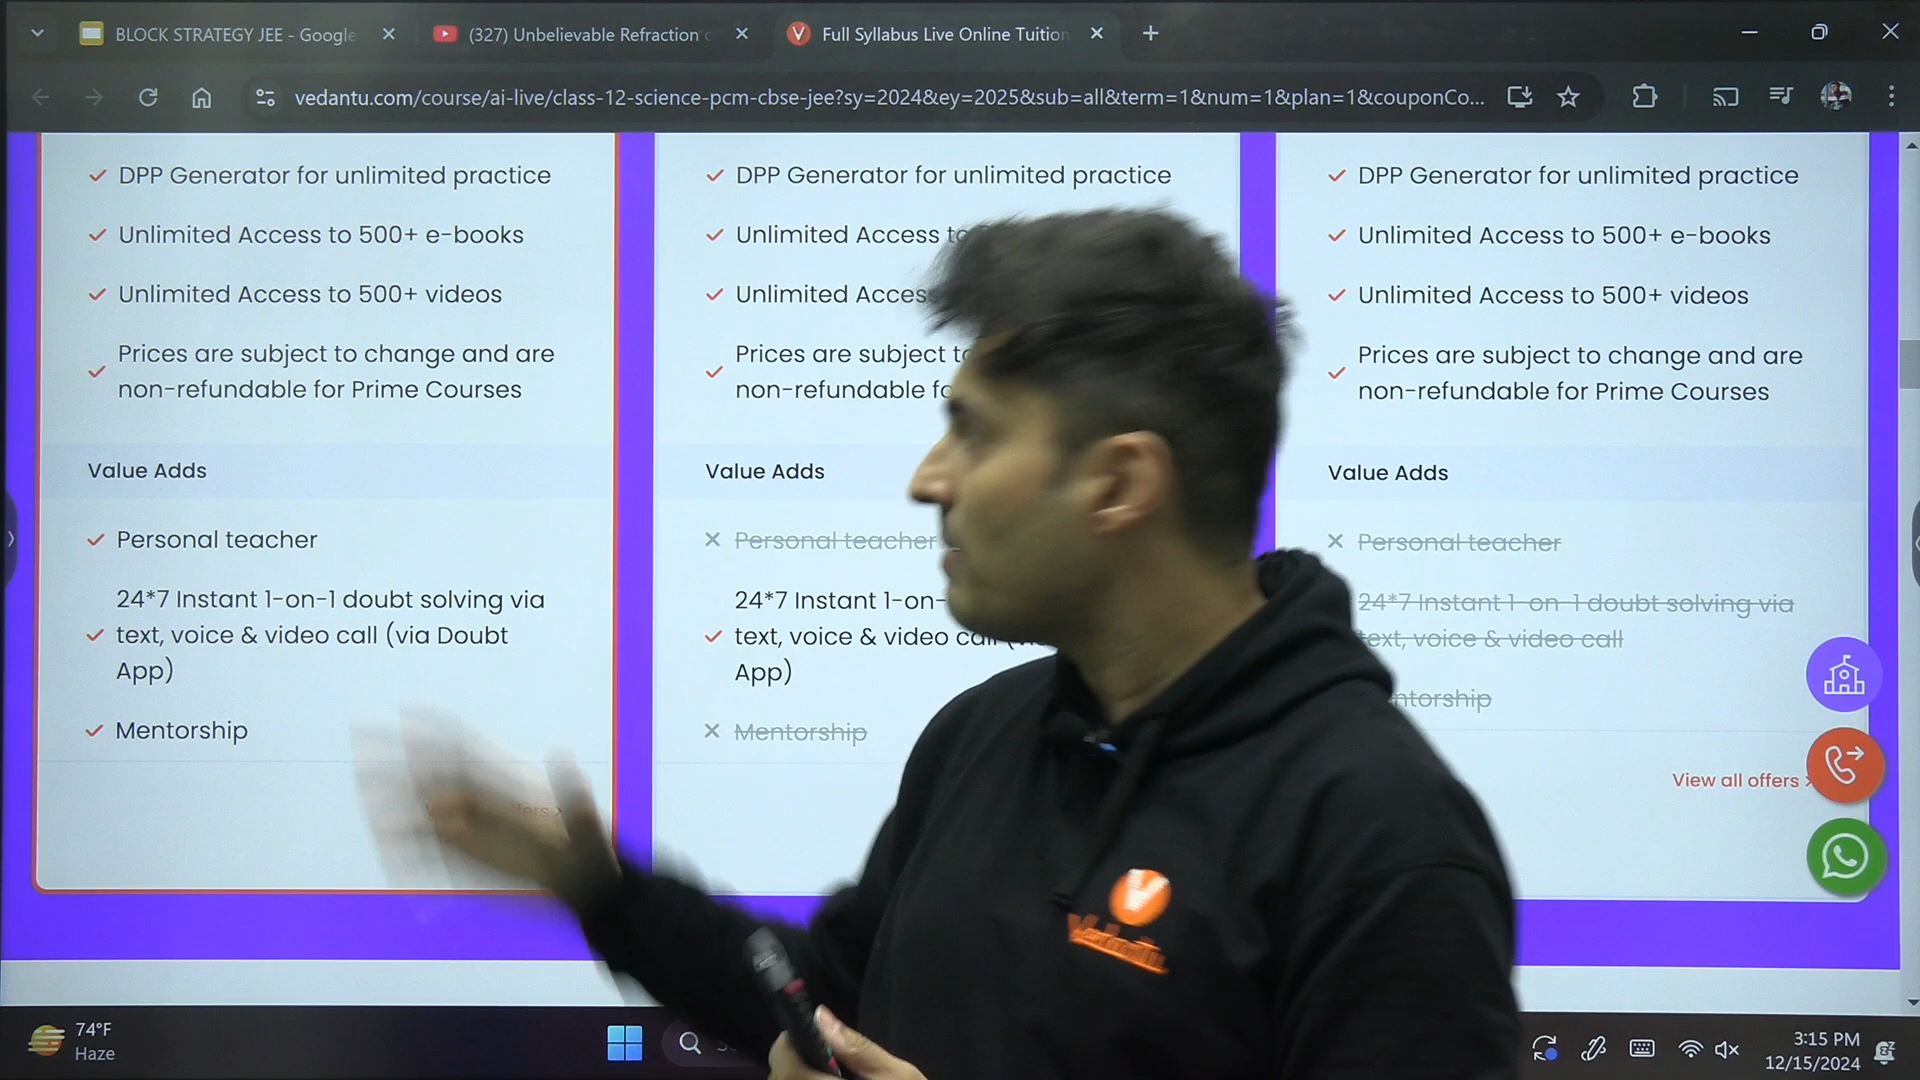 BLOCK STRATEGY JEE - Google
(327) Unbelievable Refraction
Full Syllabus Live Online Tuition
vedantu.com/course/ai-live/class-12-science-pcm-cbse-jee?sy=2024&ey=2025&sub=all&term=1&num=1&plan=1&couponCo...
DPP Generator for unlimited practice
Unlimited Access to 500+ e-books
Unlimited Access to 500+ videos
Prices are subject to change and are
non-refundable for Prime Courses
Value Adds
Personal teacher
24*7 Instant 1-on-1 doubt solving via
text, voice & video call (via Doubt
App)
Mentorship
DPP Generator for unlimited practice
Unlimited Access
Unlimited Access
Prices are subject
non-refundable
Value Adds
Personal teacher
24*7 Instant 1-on-
text, voice & video call
App)
Mentorship
DPP Generator for unlimited practice
Unlimited Access to 500+ e-books
Unlimited Access to 500+ videos
Prices are subject to change and are
non-refundable for Prime Courses
Value Adds
Personal teacher
24*7 Instant 1-on-1 doubt solving via
text, voice & video call
View all offers
Vedantu
74°F
Haze
3:15 PM
12/15/2024